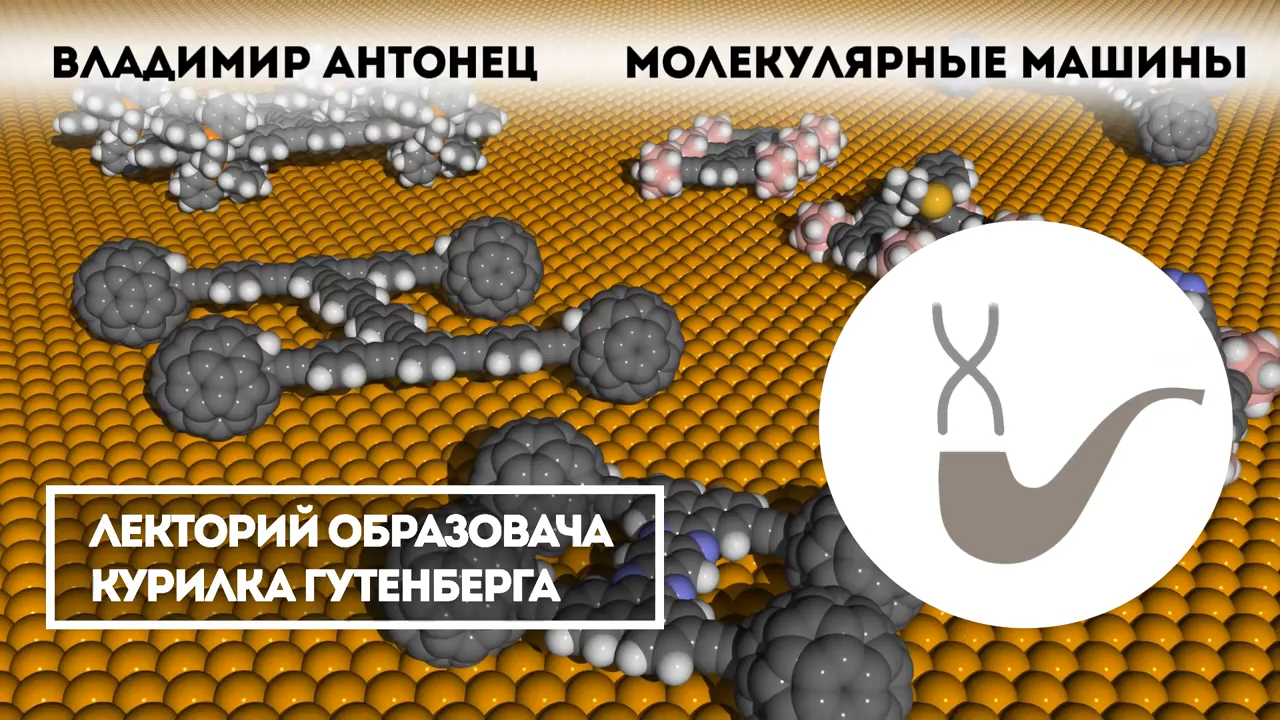 ВЛАДИМИР АНТОНЕЦ
МОЛЕКУЛЯРНЫЕ МАШИНЫ
ЛЕКТОРИЙ ОБРАЗОВАЧА
КУРИЛКА ГУТЕНБЕРГА